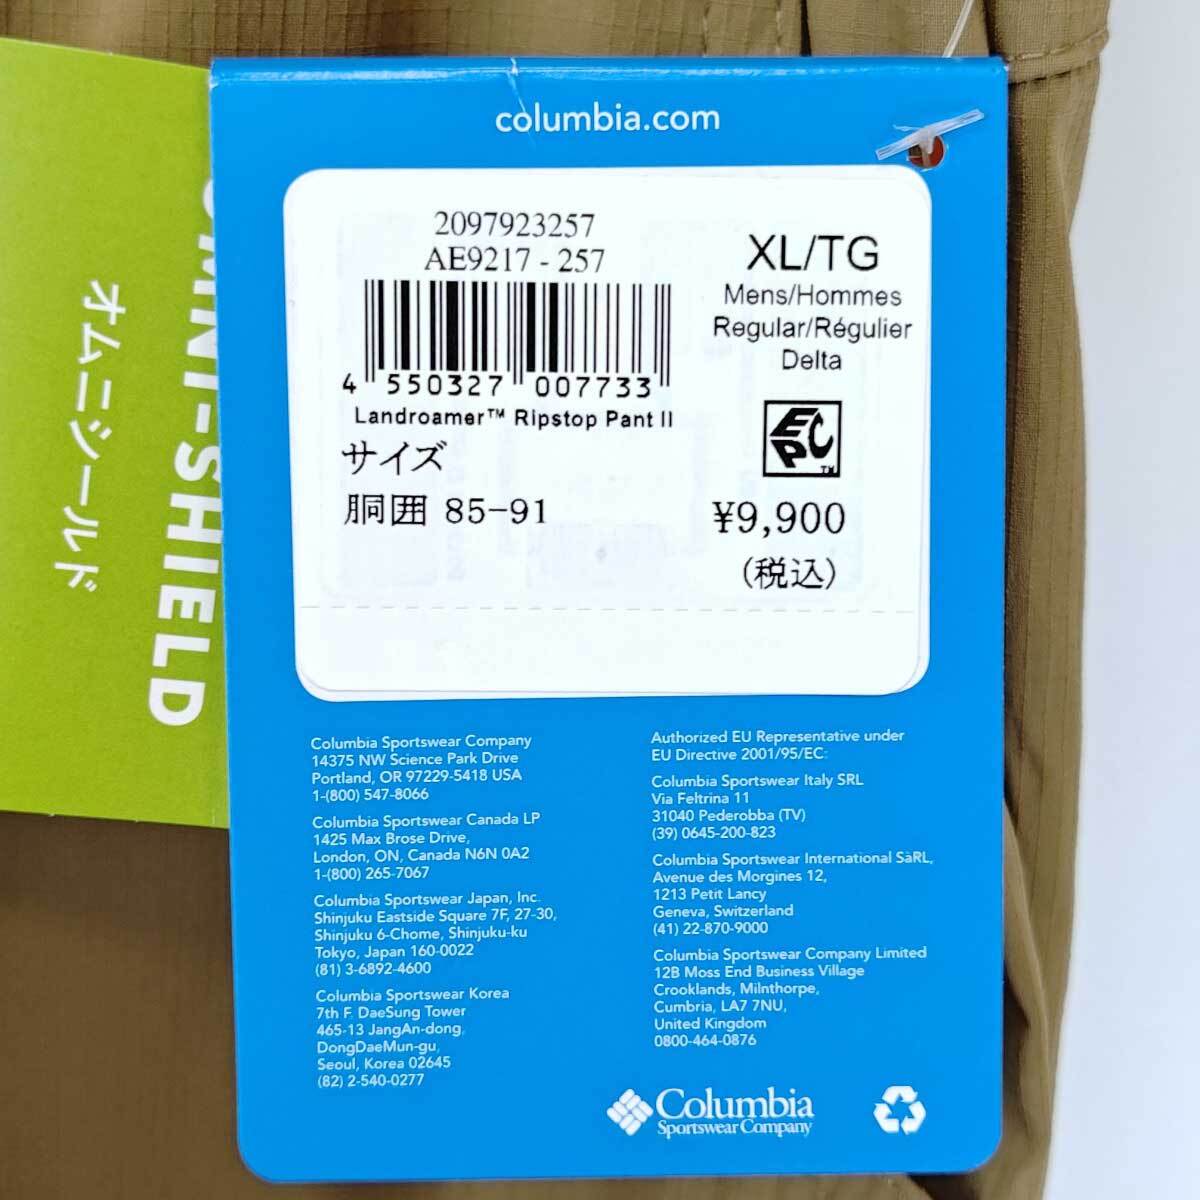 columbia.com
2097923257
AE9217 - 257
4 550327 007733
Landroamer™ Ripstop Pant II
サイズ
胴囲 85-91
XL/TG
Mens/Hommes
Regular/Régulier
Delta
EPC™
¥9,900
(税込)
OMNI-SHIELD
オムニシールド
Columbia Sportswear Company
14375 NW Science Park Drive
Portland, OR 97229-5418 USA
1-(800) 547-8066
Columbia Sportswear Canada LP
1425 Max Brose Drive,
London, ON, Canada N6N 0A2
1-(800) 265-7067
Columbia Sportswear Japan, Inc.
Shinjuku Eastside Square 7F, 27-30,
Shinjuku 6-Chome, Shinjuku-ku
Tokyo, Japan 160-0022
(81) 3-6892-4600
Columbia Sportswear Korea
7th F. DaeSung Tower
465-13 JangAn-dong,
DongDaeMun-gu,
Seoul, Korea 02645
(82) 2-540-0277
Authorized EU Representative under
EU Directive 2001/95/EC:
Columbia Sportswear Italy SRL
Via Feltrina 11
31040 Pederobba (TV)
(39) 0645-200-823
Columbia Sportswear International SàRL,
Avenue des Morgines 12,
1213 Petit Lancy
Geneva, Switzerland
(41) 22-870-9000
Columbia Sportswear Company Limited
12B Moss End Business Village
Crooklands, Milnthorpe,
Cumbria, LA7 7NU,
United Kingdom
0800-464-0876
Columbia
Sportswear Company